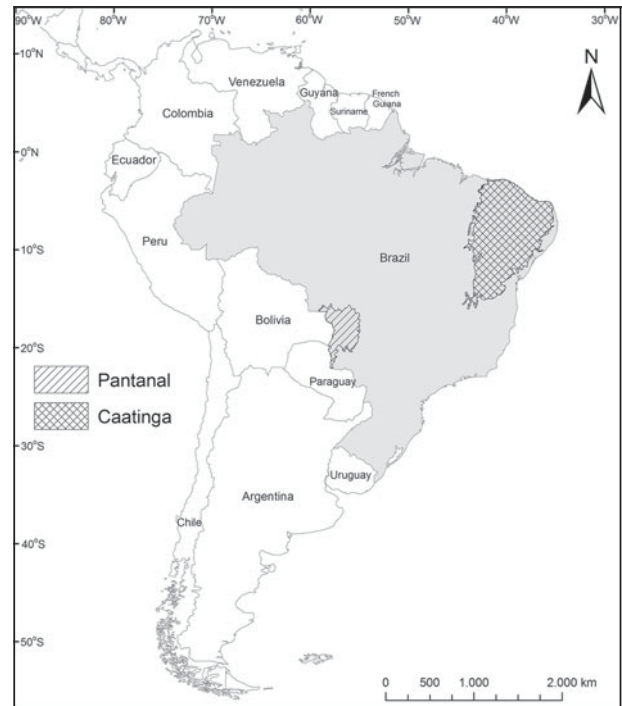 90°W 80°W 70°W 60°W 50°W 40°W 30°W
10°N
N
Venezuela
Guyana
French
Guiana
Suriname
Colombia
0°N
Ecuador
Peru
10°S
Brazil
Bolivia
20°S
Pantanal
Paraguay
Caatinga
30°S
Uruguay
Argentina
Chile
40°S
50°S
0 500 1.000 2.000 km